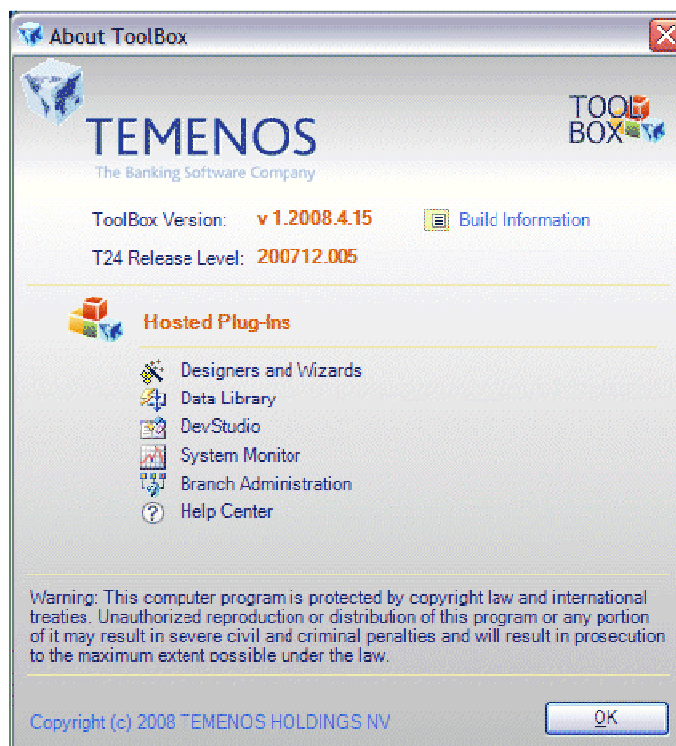 About ToolBox
TEMENOS
The Banking Software Company
TOOL
BOX
ToolBox Version: v 1.2008.4.15 Build Information
T24 Release Level: 200712.005
Hosted Plug-Ins
Designers and Wizards
Data Library
DevStudio
System Monitor
Branch Administration
Help Center
Warning: This computer program is protected by copyright law and international
treaties. Unauthorized reproduction or distribution of this program or any portion
of it may result in severe civil and criminal penalties and will result in prosecution
to the maximum extent possible under the law.
Copyright (c) 2008 TEMENOS HOLDINGS NV
OK